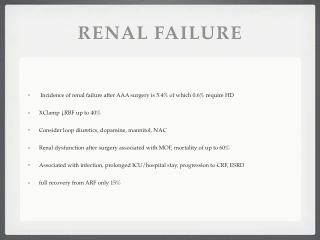 RENAL FAILURE
• Incidence of renal failure after AAA surgery is 5.4% of which 0.6% require HD
• XClamp ↓RBF up to 40%
• Consider loop diuretics, dopamine, mannitol, NAC
• Renal dysfunction after surgery associated with MOF, mortality of up to 60%
• Associated with infection, prolonged ICU/hospital stay, progression to CRF, ESRD
• full recovery from ARF only 15%